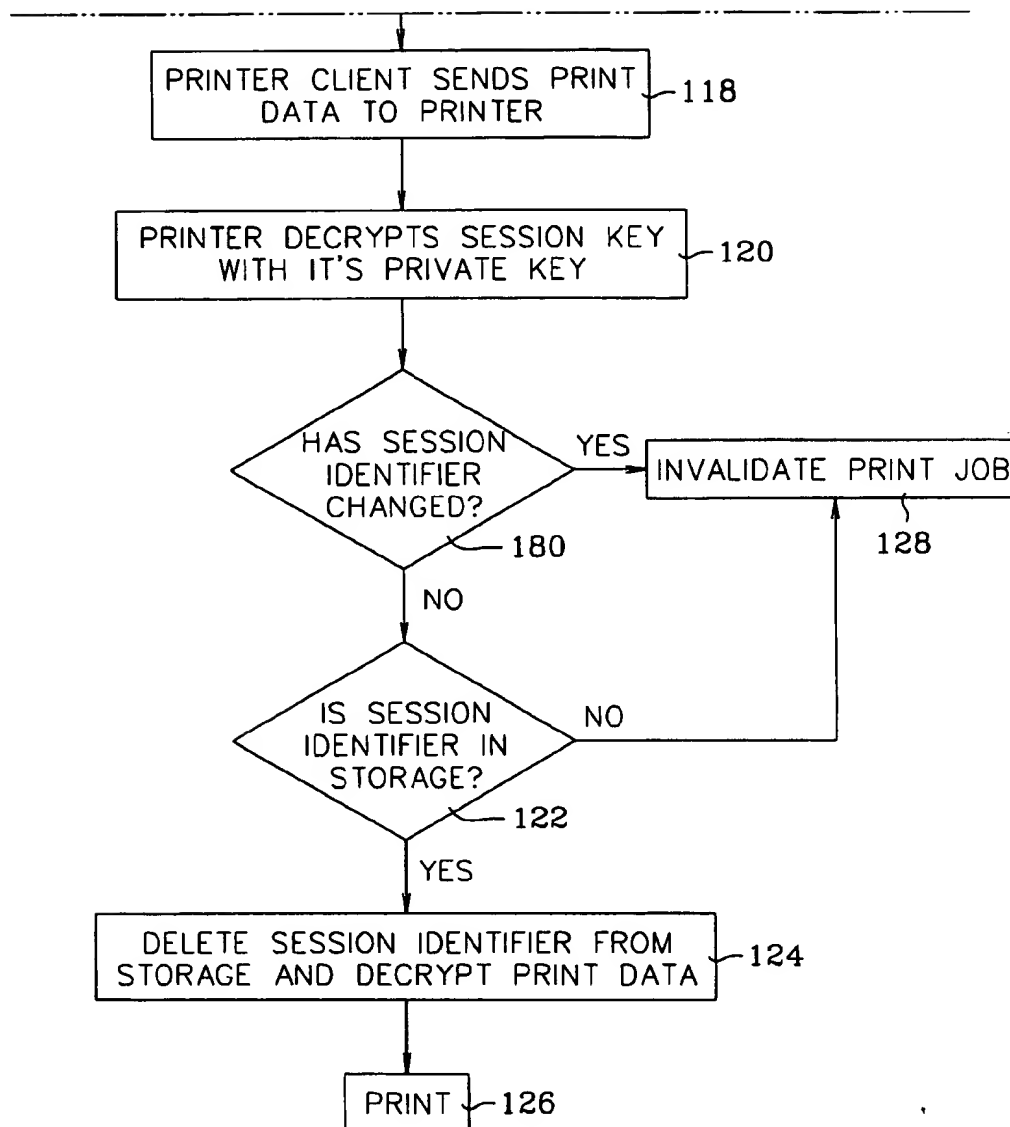 PRINTER CLIENT SENDS PRINT
DATA TO PRINTER
118
PRINTER DECRYPTS SESSION KEY
WITH IT'S PRIVATE KEY
120
HAS SESSION
IDENTIFIER
CHANGED?
180
YES
INVALIDATE PRINT JOB
128
NO
IS SESSION
IDENTIFIER IN
STORAGE?
122
NO
YES
DELETE SESSION IDENTIFIER FROM
STORAGE AND DECRYPT PRINT DATA
124
PRINT
126